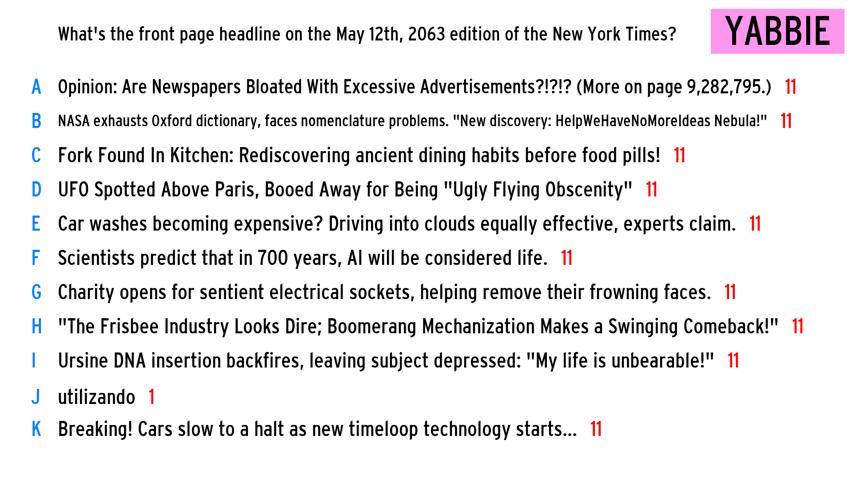 What's the front page headline on the May 12th, 2063 edition of the New York Times?
YABBIE
A Opinion: Are Newspapers Bloated With Excessive Advertisements?!?!? (More on page 9,282,795.) 11
B NASA exhausts Oxford dictionary, faces nomenclature problems. "New discovery: HelpWeHaveNoMoreIdeas Nebula!" 11
C Fork Found In Kitchen: Rediscovering ancient dining habits before food pills! 11
D UFO Spotted Above Paris, Booed Away for Being "Ugly Flying Obscenity" 11
E Car washes becoming expensive? Driving into clouds equally effective, experts claim. 11
F Scientists predict that in 700 years, AI will be considered life. 11
G Charity opens for sentient electrical sockets, helping remove their frowning faces. 11
H "The Frisbee Industry Looks Dire; Boomerang Mechanization Makes a Swinging Comeback!" 11
I Ursine DNA insertion backfires, leaving subject depressed: "My life is unbearable!" 11
J utilizando 1
K Breaking! Cars slow to a halt as new timeloop technology starts... 11